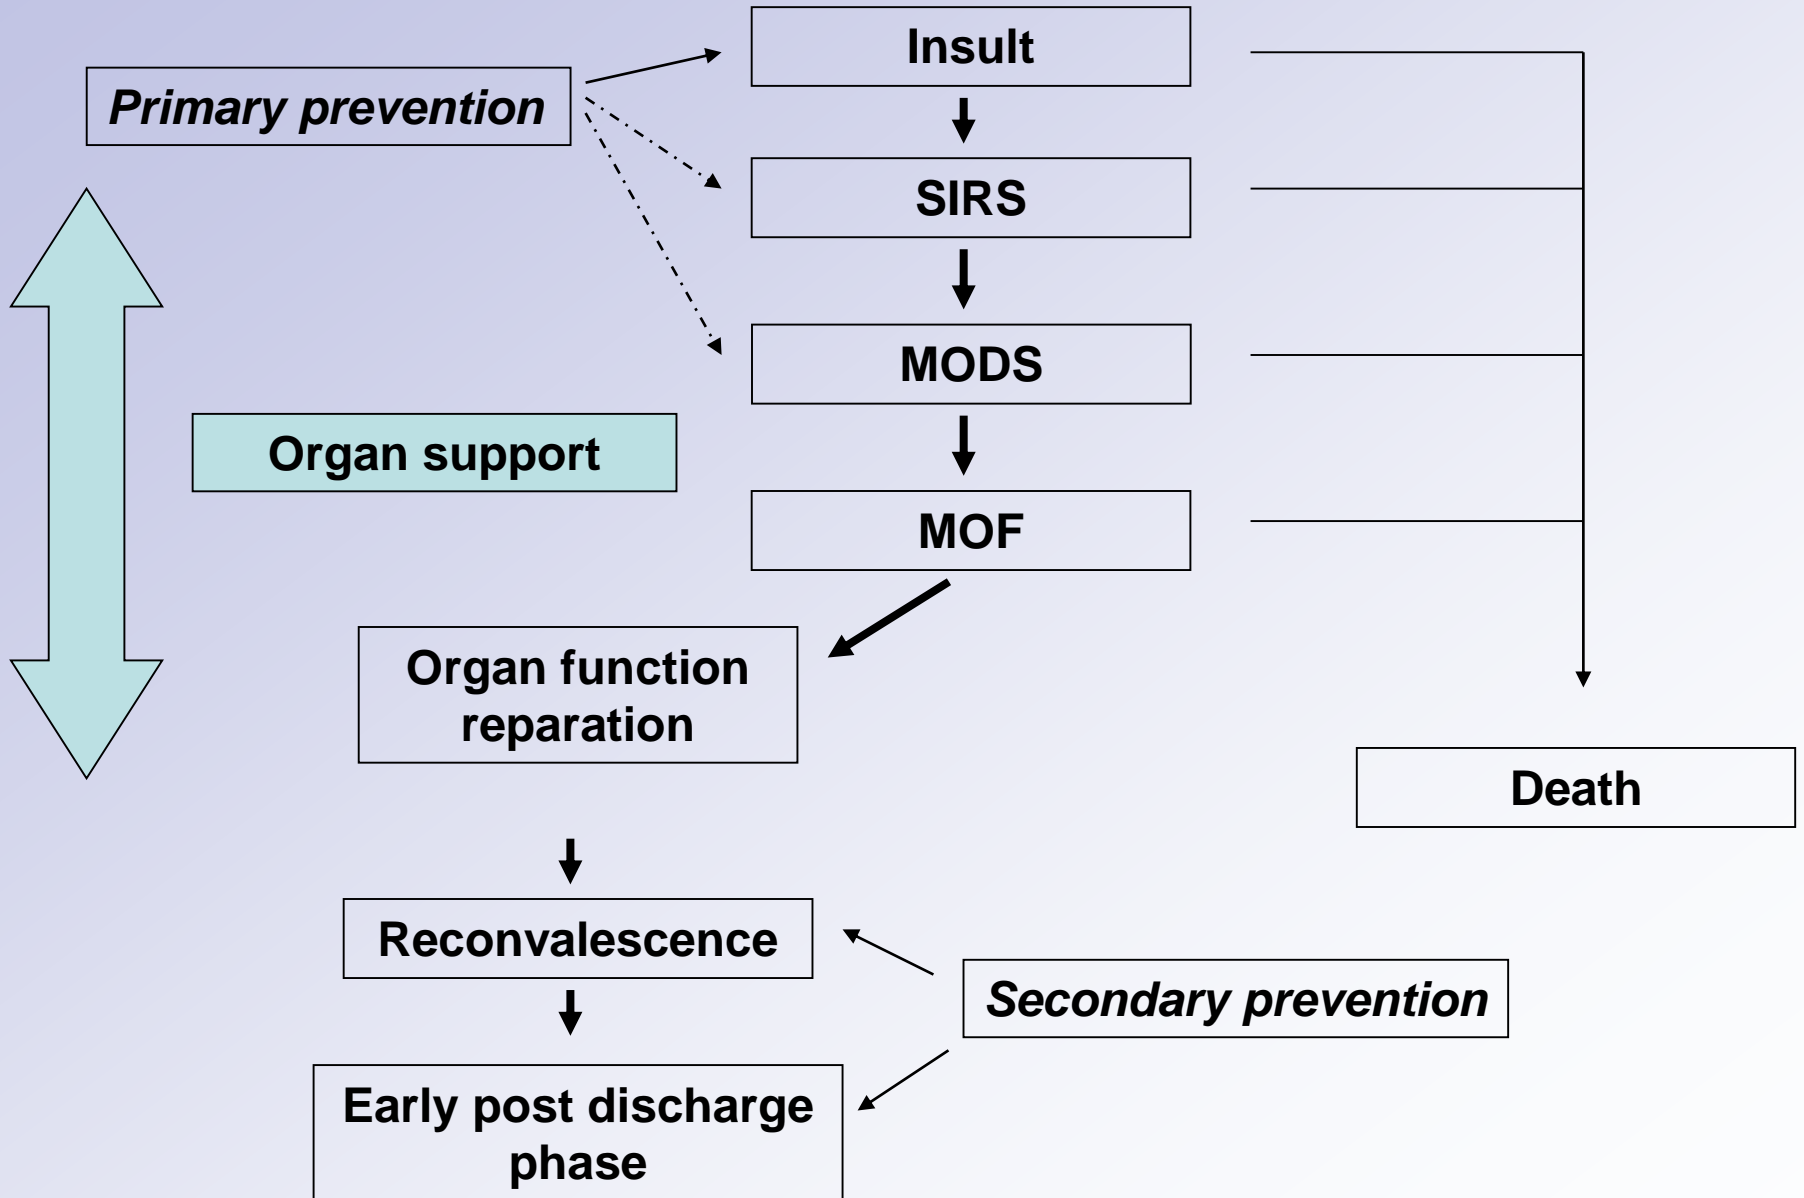 Insult
Primary prevention
SIRS
MODS
Organ support
MOF
Organ function
reparation
Death
Reconvalescence
Secondary prevention
Early post discharge
phase